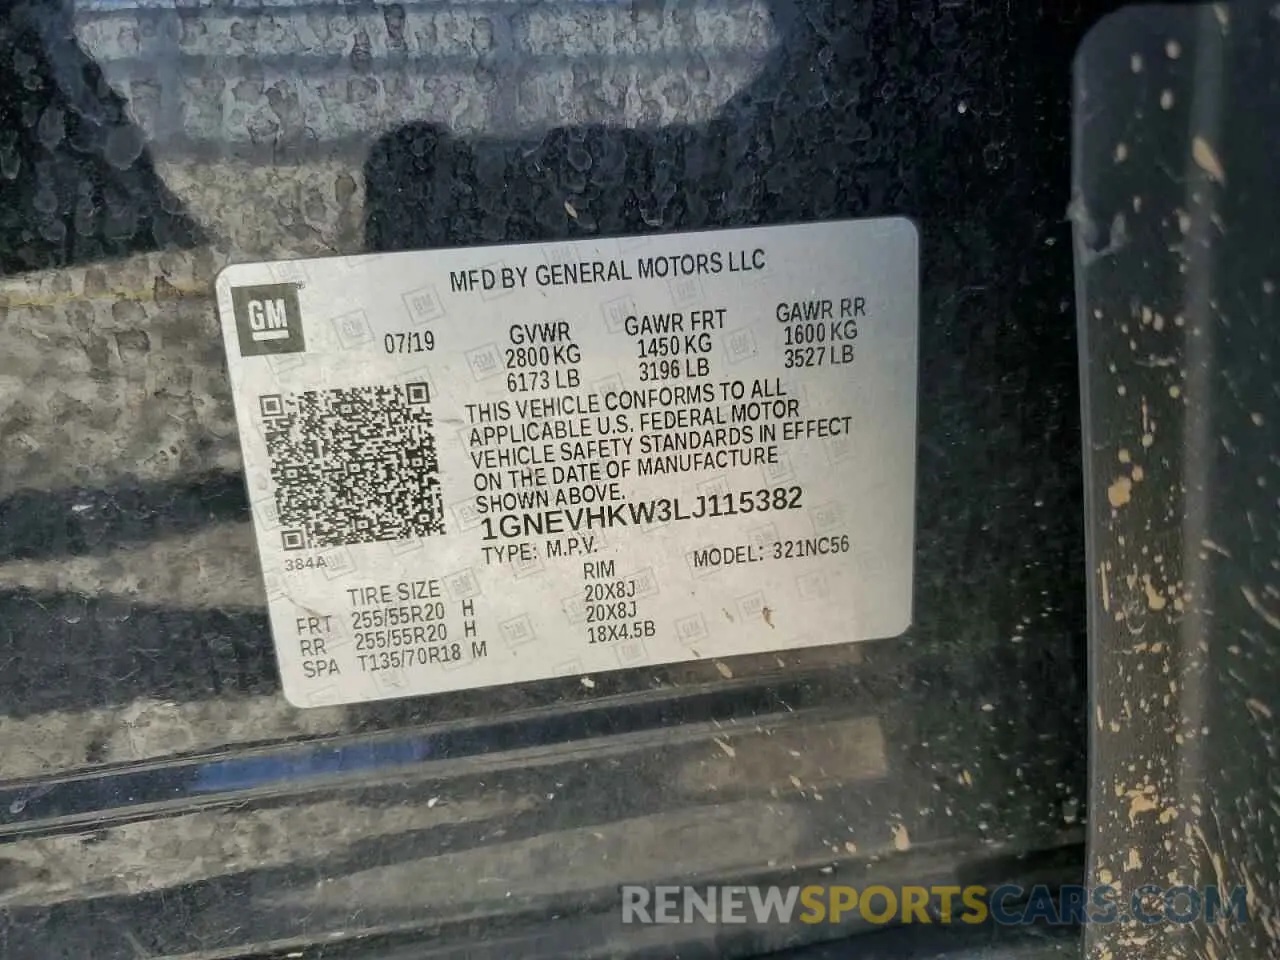 MFD BY GENERAL MOTORS LLC
GM
07/19
GVWR
2800 KG
6173 LB
GAWR FRT
1450 KG
3196 LB
GAWR RR
1600 KG
3527 LB
THIS VEHICLE CONFORMS TO ALL
APPLICABLE U.S. FEDERAL MOTOR
VEHICLE SAFETY STANDARDS IN EFFECT
ON THE DATE OF MANUFACTURE
SHOWN ABOVE.
1GNEVHKW3LJ115382
384A
TYPE: M.P.V. MODEL: 321NC56
TIRE SIZE RIM
FRT 255/55R20 H 20X8J
RR 255/55R20 H 20X8J
SPA T135/70R18 M 18X4.5B
RENEWSPORTSCARS.COM